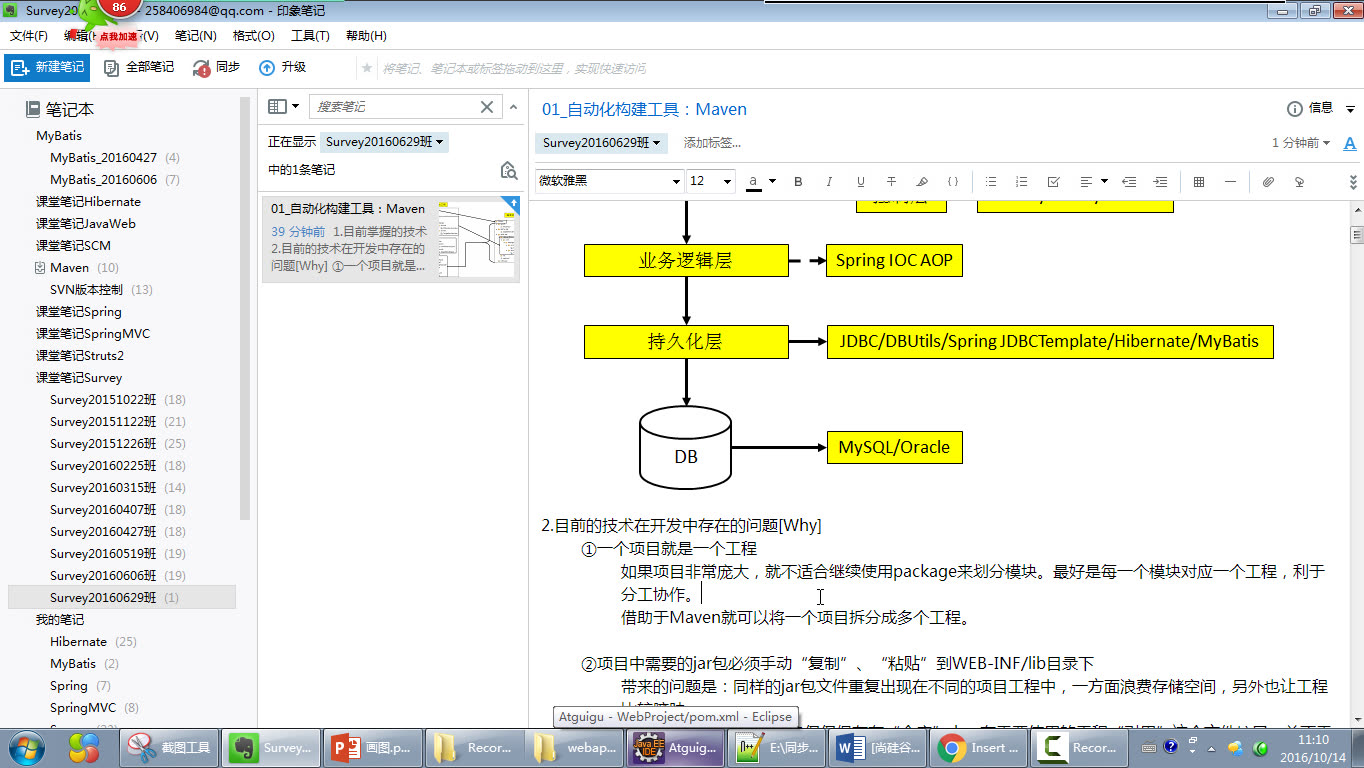 Survey20
86
- 258406984@qq.com - 印象笔记
文件(F)
编辑(
点我加速
(V)
笔记(N)
格式(O)
工具(T)
帮助(H)
新建笔记
全部笔记
同步
升级
将笔记、笔记本或标签拖动到这里，实现快速访问
笔记本
MyBatis
MyBatis_20160427 (4)
MyBatis_20160606 (7)
课堂笔记Hibernate
课堂笔记JavaWeb
课堂笔记SCM
Maven (10)
SVN版本控制 (13)
课堂笔记Spring
课堂笔记SpringMVC
课堂笔记Struts2
课堂笔记Survey
Survey20151022班 (18)
Survey20151122班 (21)
Survey20151226班 (25)
Survey20160225班 (18)
Survey20160315班 (14)
Survey20160407班 (18)
Survey20160427班 (18)
Survey20160519班 (19)
Survey20160606班 (19)
Survey20160629班 (1)
我的笔记
Hibernate (25)
MyBatis (2)
Spring (7)
SpringMVC (8)
搜索笔记
正在显示 Survey20160629班
中的1条笔记
01_自动化构建工具：Maven
39 分钟前 1.目前掌握的技术
2.目前的技术在开发中存在的
问题[Why] ①一个项目就是...
01_自动化构建工具：Maven
信息
Survey20160629班
添加标签...
1 分钟前
微软雅黑
12
业务逻辑层
Spring IOC AOP
持久化层
JDBC/DBUtils/Spring JDBCTemplate/Hibernate/MyBatis
DB
MySQL/Oracle
2.目前的技术在开发中存在的问题[Why]
①一个项目就是一个工程
如果项目非常庞大，就不适合继续使用package来划分模块。最好是每一个模块对应一个工程，利于
分工协作。
借助于Maven就可以将一个项目拆分成多个工程。
②项目中需要的jar包必须手动“复制”、“粘贴”到WEB-INF/lib目录下
带来的问题是：同样的jar包文件重复出现在不同的项目工程中，一方面浪费存储空间，另外也让工程
Atguigu - WebProject/pom.xml - Eclipse
截图工具
Survey...
画图.p...
Recor...
webap...
Atguig...
E:\同步...
[尚硅谷...
Insert ...
Recor...
11:10
2016/10/14